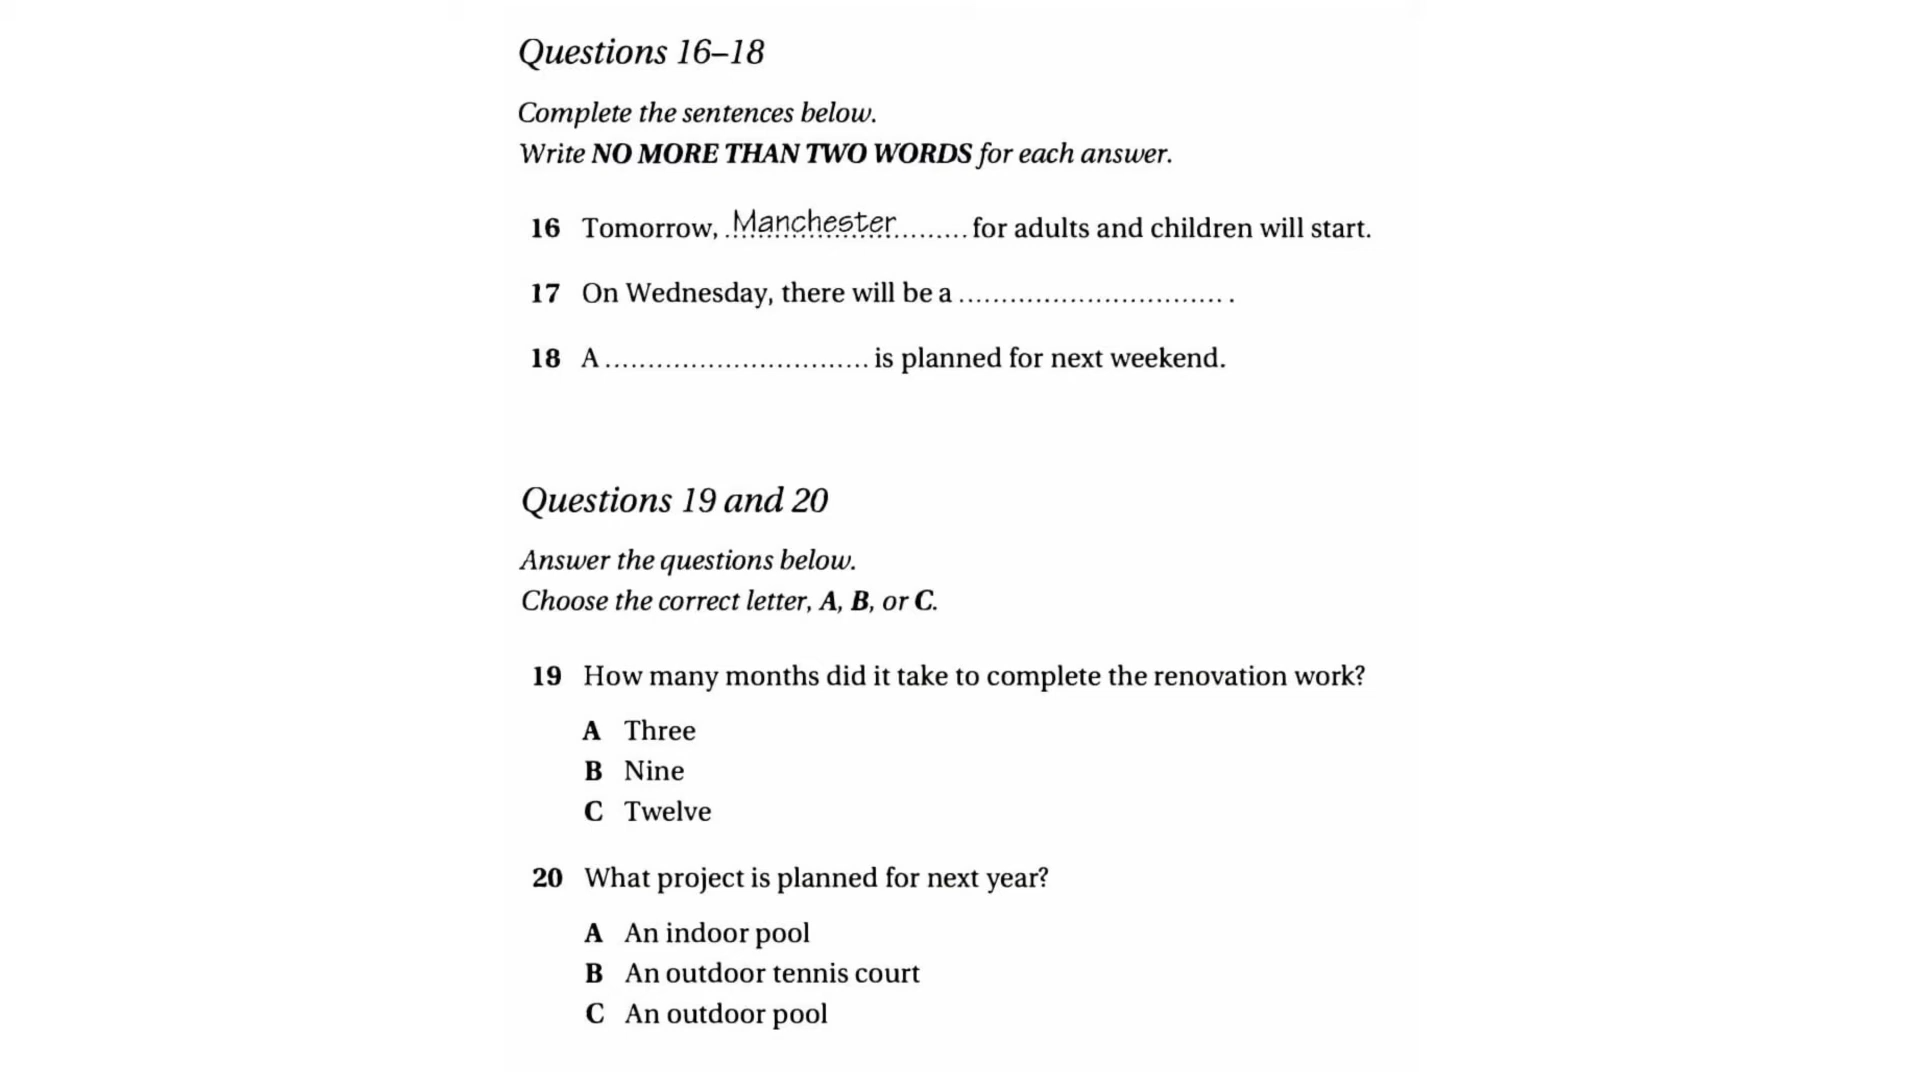 Questions 16–18
Complete the sentences below.
Write NO MORE THAN TWO WORDS for each answer.
16 Tomorrow, Manchester for adults and children will start.
17 On Wednesday, there will be a .............................. .
18 A .............................. is planned for next weekend.
Questions 19 and 20
Answer the questions below.
Choose the correct letter, A, B, or C.
19 How many months did it take to complete the renovation work?
A Three
B Nine
C Twelve
20 What project is planned for next year?
A An indoor pool
B An outdoor tennis court
C An outdoor pool